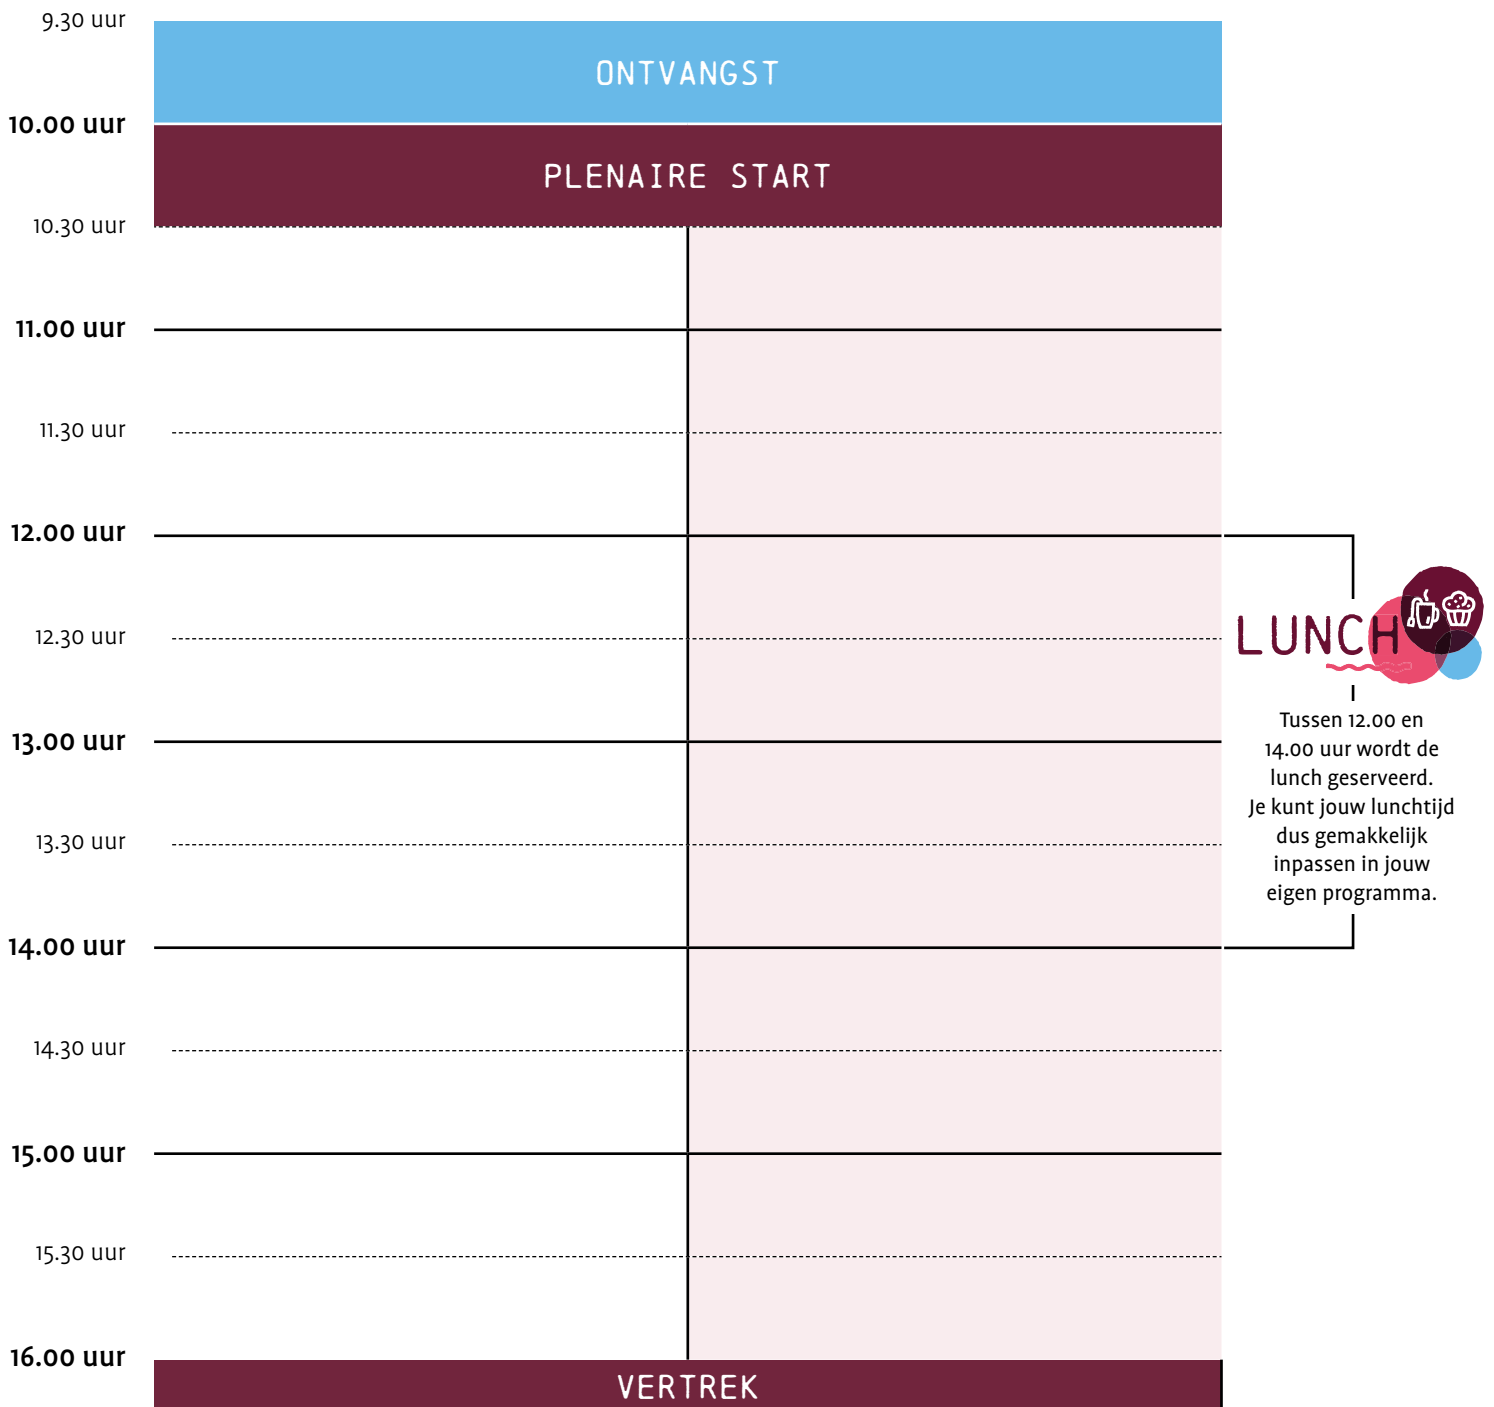 9.30 uur
ONTVANGST
10.00 uur
PLENAIRE START
10.30 uur
11.00 uur
11.30 uur
12.00 uur
12.30 uur
LUNCH
13.00 uur
Tussen 12.00 en
14.00 uur wordt de
lunch geserveerd.
Je kunt jouw lunchtijd
dus gemakkelijk
inpassen in jouw
eigen programma.
13.30 uur
14.00 uur
14.30 uur
15.00 uur
15.30 uur
16.00 uur
VERTREK